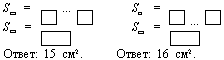 S▭ = □ ... □
S▭ = ▭
Ответ: 15 см².
S▭ = □ ... □
S▭ = ▭
Ответ: 16 см².